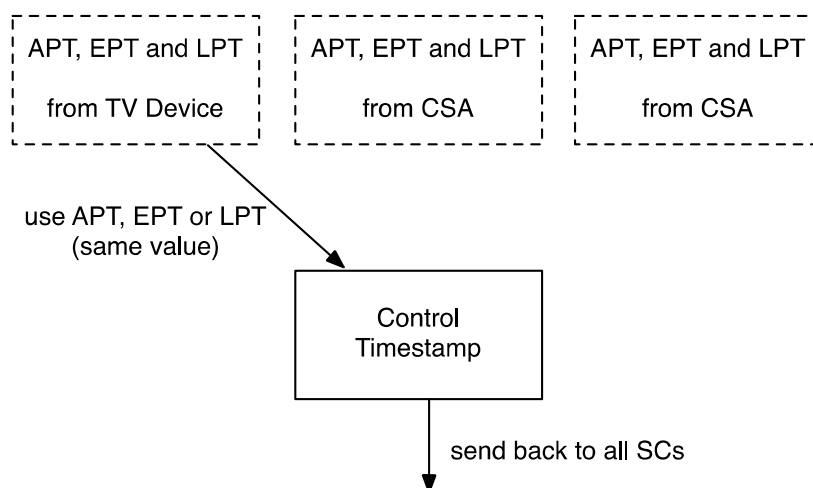 APT, EPT and LPT
from TV Device
APT, EPT and LPT
from CSA
APT, EPT and LPT
from CSA
use APT, EPT or LPT
(same value)
Control
Timestamp
send back to all SCs